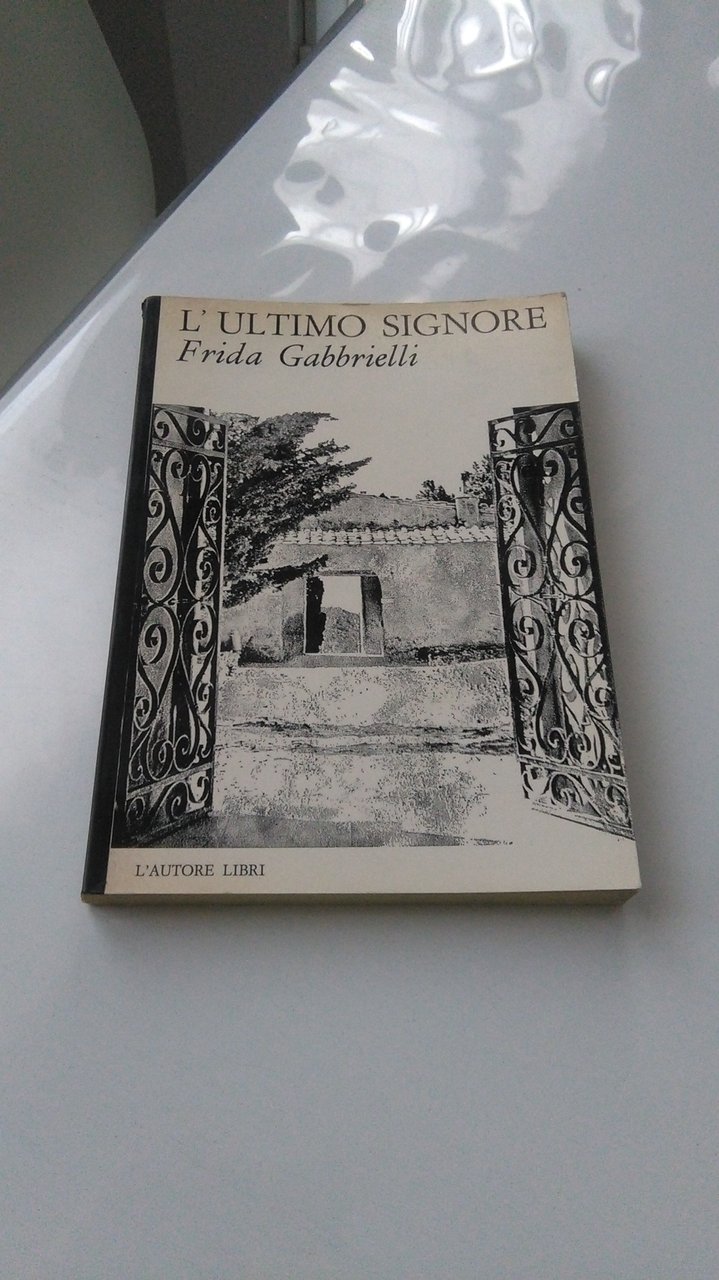 L' ULTIMO SIGNORE
Frida Gabbrielli
L'AUTORE LIBRI